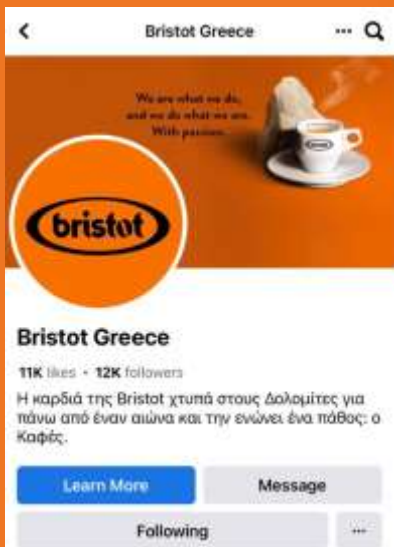 Bristot Greece
We are what we do,
and we do what we are.
With passion.
bristot
bristot
Bristot Greece
11K likes • 12K followers
Η καρδιά της Bristot χτυπά στους Δολομίτες για
πάνω από έναν αιώνα και την ενώνει ένα πάθος: ο
Καφές.
Learn More
Message
Following